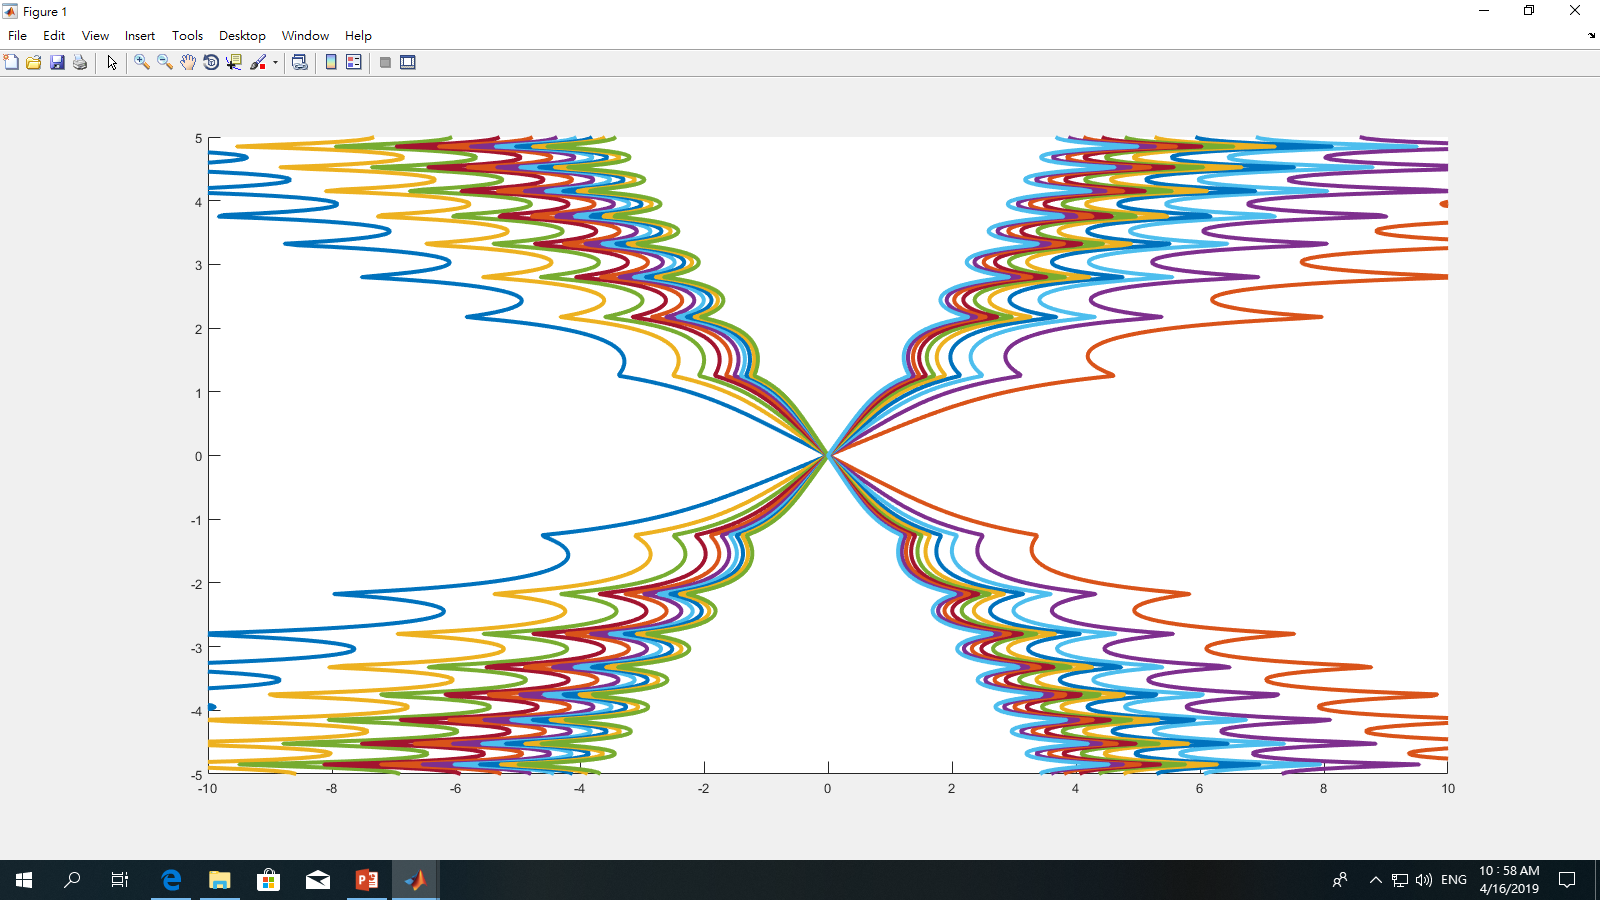 Figure 1
File Edit View Insert Tools Desktop Window Help
5
4
3
2
1
0
-1
-2
-3
-4
-5
-10 -8 -6 -4 -2 0 2 4 6 8 10
ENG
10:58 AM
4/16/2019